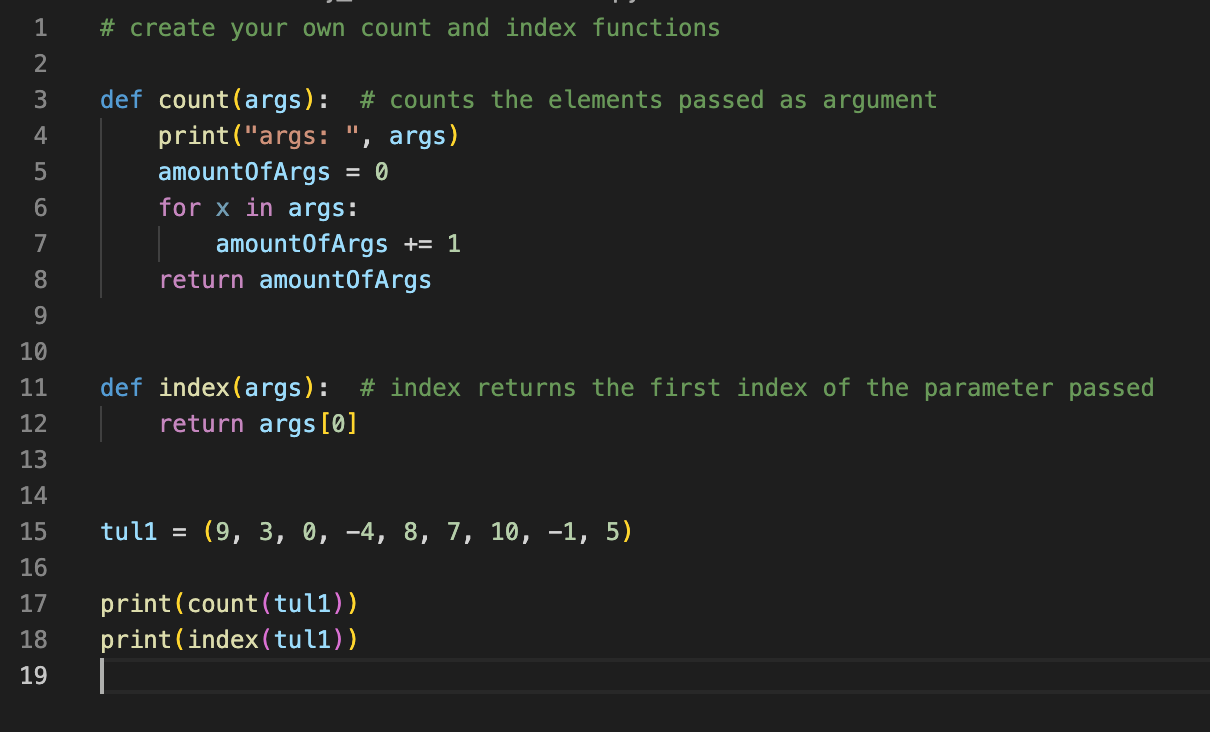 1 # create your own count and index functions
2
3 def count(args):  # counts the elements passed as argument
4     print("args: ", args)
5     amountOfArgs = 0
6     for x in args:
7         amountOfArgs += 1
8     return amountOfArgs
9
10
11 def index(args):  # index returns the first index of the parameter passed
12     return args[0]
13
14
15 tul1 = (9, 3, 0, -4, 8, 7, 10, -1, 5)
16
17 print(count(tul1))
18 print(index(tul1))
19